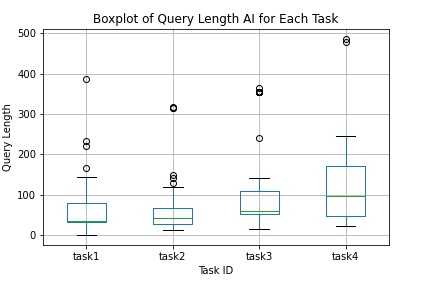 Boxplot of Query Length AI for Each Task
Query Length
500
400
300
200
100
0
task1 task2 task3 task4
Task ID